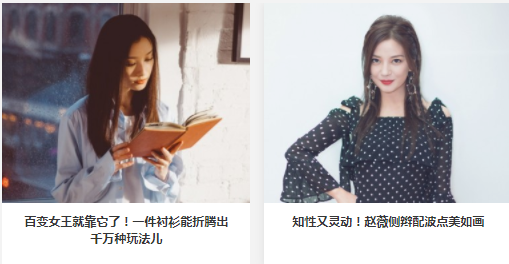 百变女王就靠它了！一件衬衫能折腾出
千万种玩法儿
知性又灵动！赵薇侧辫配波点美如画